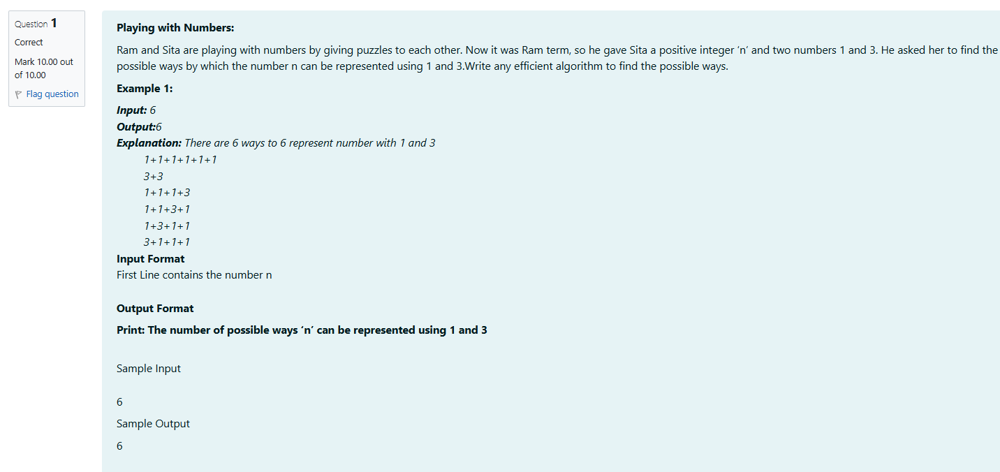 Question 1
Correct
Mark 10.00 out
of 10.00
Flag question
Playing with Numbers:
Ram and Sita are playing with numbers by giving puzzles to each other. Now it was Ram term, so he gave Sita a positive integer ‘n’ and two numbers 1 and 3. He asked her to find the
possible ways by which the number n can be represented using 1 and 3.Write any efficient algorithm to find the possible ways.
Example 1:
Input: 6
Output:6
Explanation: There are 6 ways to 6 represent number with 1 and 3
1+1+1+1+1+1
3+3
1+1+1+3
1+1+3+1
1+3+1+1
3+1+1+1
Input Format
First Line contains the number n
Output Format
Print: The number of possible ways ‘n’ can be represented using 1 and 3
Sample Input
6
Sample Output
6